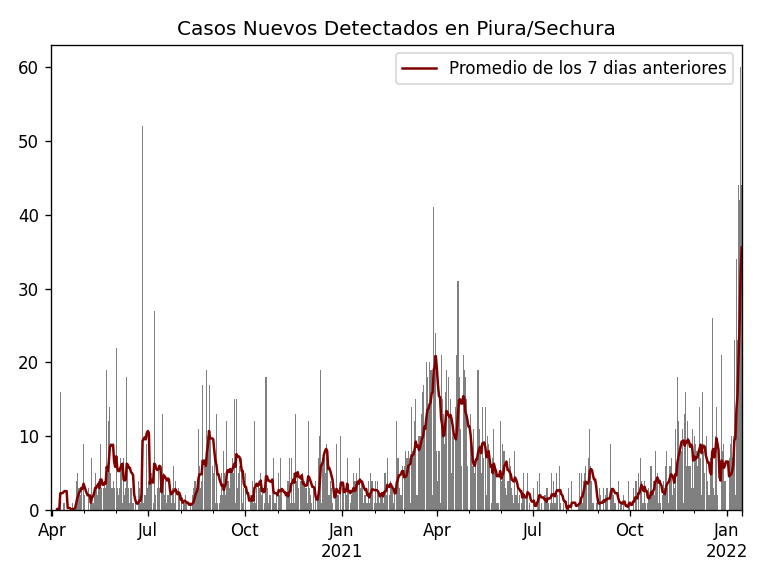 Casos Nuevos Detectados en Piura/Sechura
Promedio de los 7 dias anteriores
60
50
40
30
20
10
0
Apr Jul Oct Jan Apr Jul Oct Jan
2021 2022